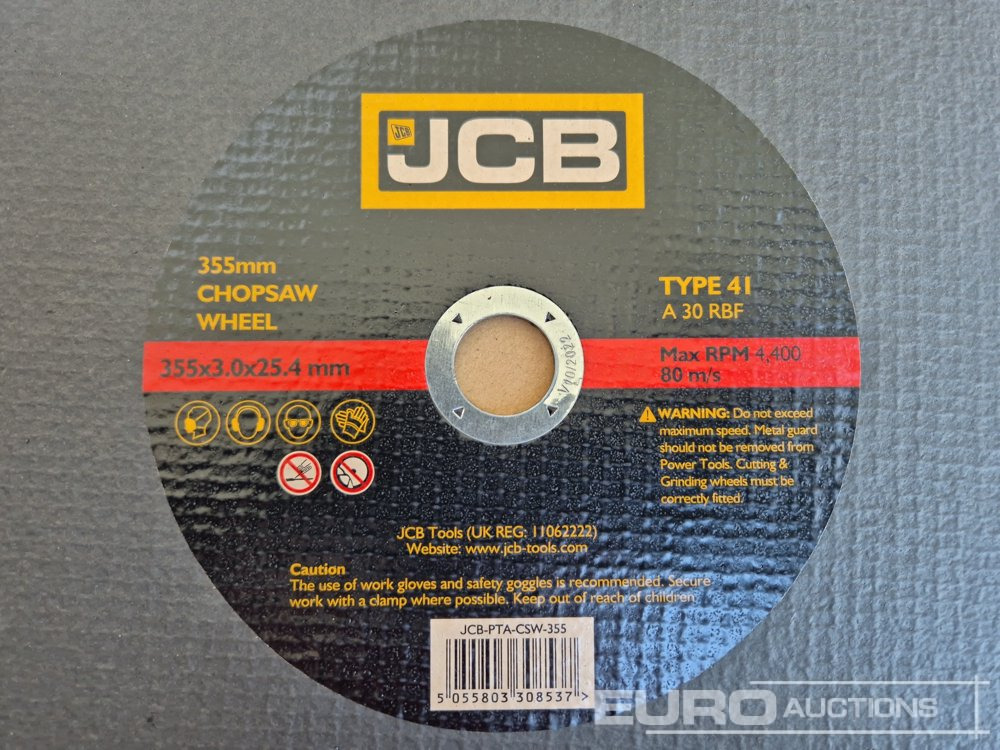 JCB
JCB
355mm
CHOPSAW
WHEEL
TYPE 41
A 30 RBF
355x3.0x25.4 mm
Max RPM 4,400
80 m/s
WARNING: Do not exceed
maximum speed. Metal guard
should not be removed from
Power Tools. Cutting &
Grinding wheels must be
correctly fitted.
JCB Tools (UK REG: 11062222)
Website: www.jcb-tools.com
Caution
The use of work gloves and safety goggles is recommended. Secure
work with a clamp where possible. Keep out of reach of children
JCB-PTA-CSW-355
5 055803 308537 >
EURO AUCTIONS